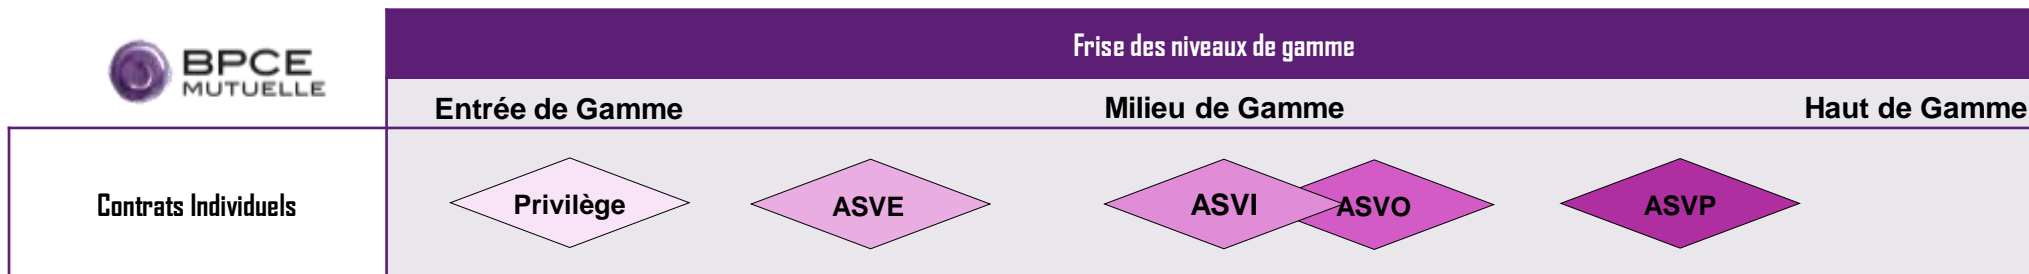 BPCE
MUTUELLE
Frise des niveaux de gamme
Entrée de Gamme Milieu de Gamme Haut de Gamme
Contrats Individuels Privilège ASVE ASVI ASVO ASVP